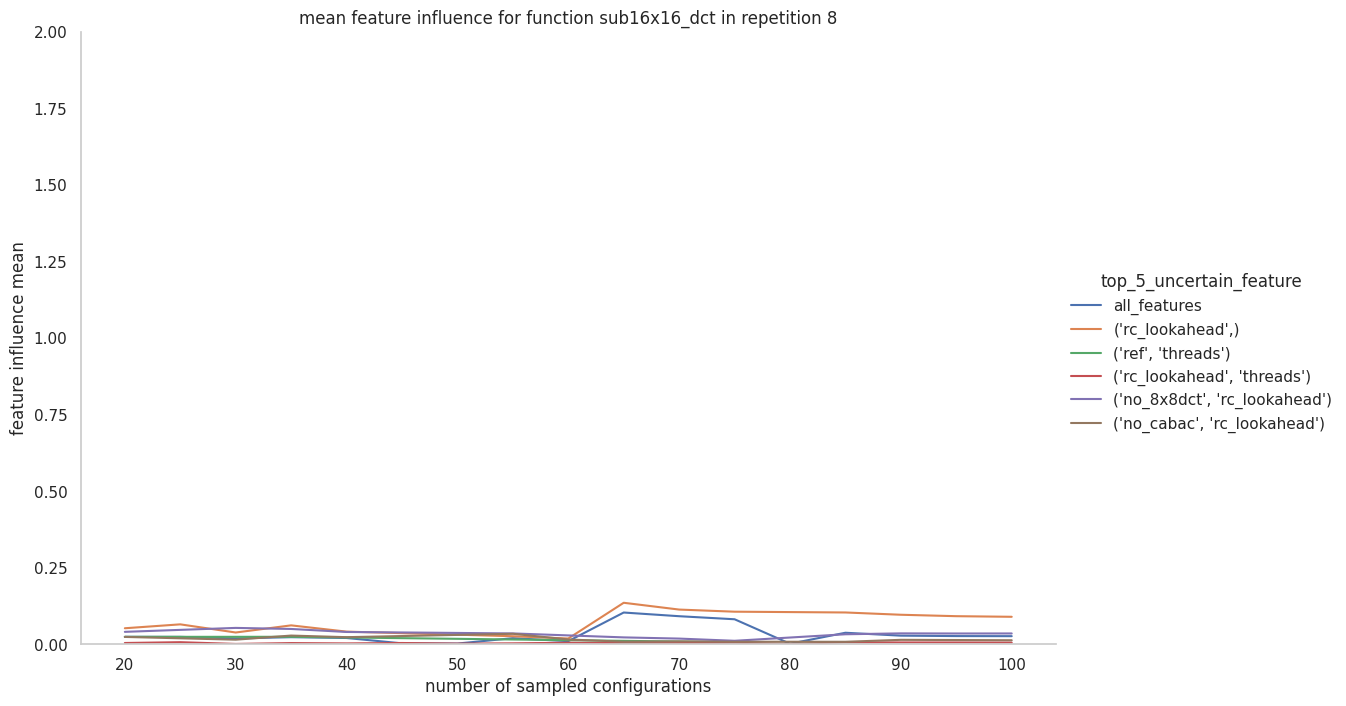 mean feature influence for function sub16x16_dct in repetition 8
2.00
1.75
1.50
1.25
1.00
0.75
0.50
0.25
0.00
feature influence mean
20 30 40 50 60 70 80 90 100
number of sampled configurations
top_5_uncertain_feature
all_features
('rc_lookahead',)
('ref', 'threads')
('rc_lookahead', 'threads')
('no_8x8dct', 'rc_lookahead')
('no_cabac', 'rc_lookahead')